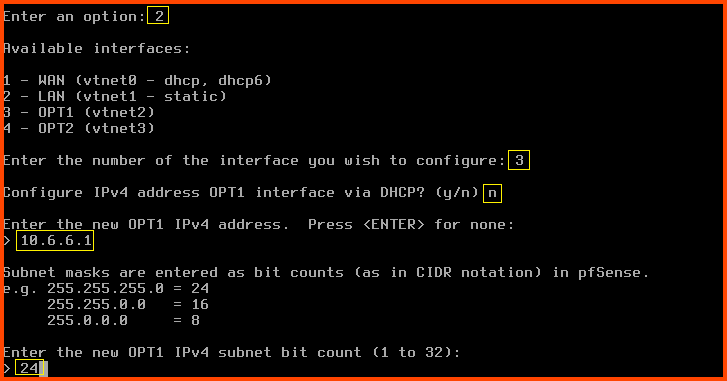 Enter an option: 2
Available interfaces:
1 - WAN (vtnet0 - dhcp, dhcp6)
2 - LAN (vtnet1 - static)
3 - OPT1 (vtnet2)
4 - OPT2 (vtnet3)
Enter the number of the interface you wish to configure: 3
Configure IPv4 address OPT1 interface via DHCP? (y/n) n
Enter the new OPT1 IPv4 address.  Press <ENTER> for none:
> 10.6.6.1
Subnet masks are entered as bit counts (as in CIDR notation) in pfSense.
e.g. 255.255.255.0 = 24
     255.255.0.0   = 16
     255.0.0.0     = 8
Enter the new OPT1 IPv4 subnet bit count (1 to 32):
> 24